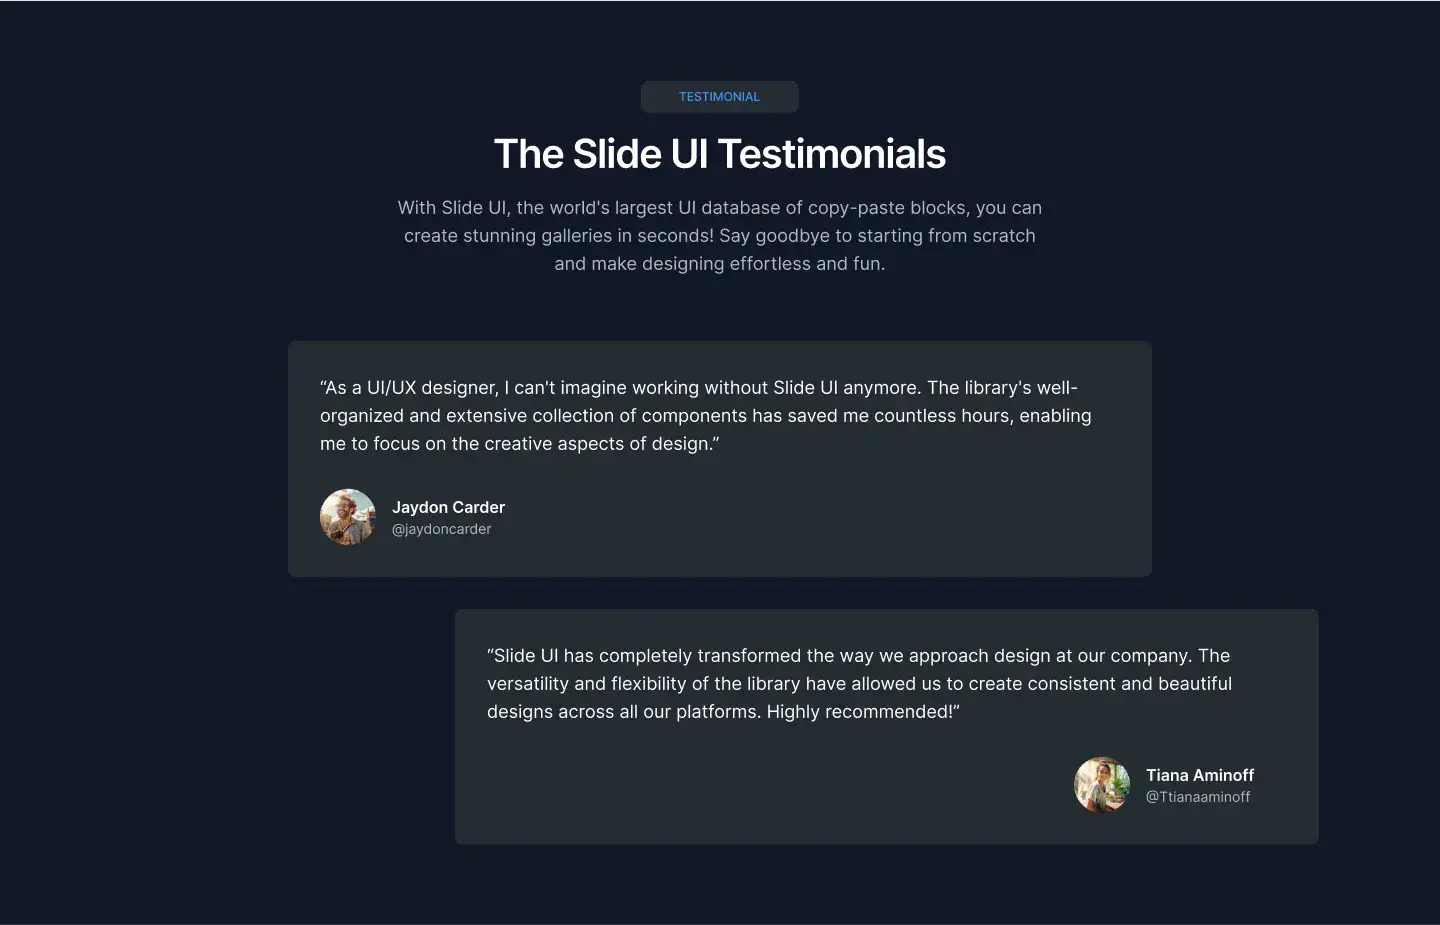 TESTIMONIAL
The Slide UI Testimonials
With Slide UI, the world's largest UI database of copy-paste blocks, you can
create stunning galleries in seconds! Say goodbye to starting from scratch
and make designing effortless and fun.
“As a UI/UX designer, I can't imagine working without Slide UI anymore. The library's well-
organized and extensive collection of components has saved me countless hours, enabling
me to focus on the creative aspects of design.”
Jaydon Carder
@jaydoncarder
“Slide UI has completely transformed the way we approach design at our company. The
versatility and flexibility of the library have allowed us to create consistent and beautiful
designs across all our platforms. Highly recommended!”
Tiana Aminoff
@Ttianaaminoff